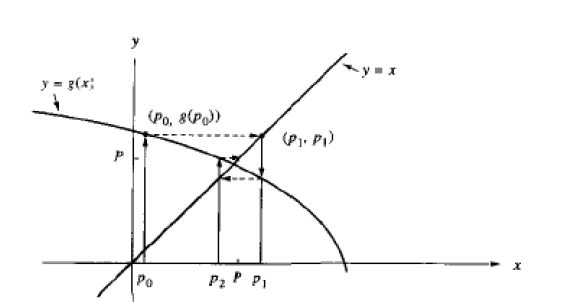 y
y = x
y = g(x)
(p₀, g(p₀))
(p₁, p₁)
P
x
p₀
p₂
P
p₁